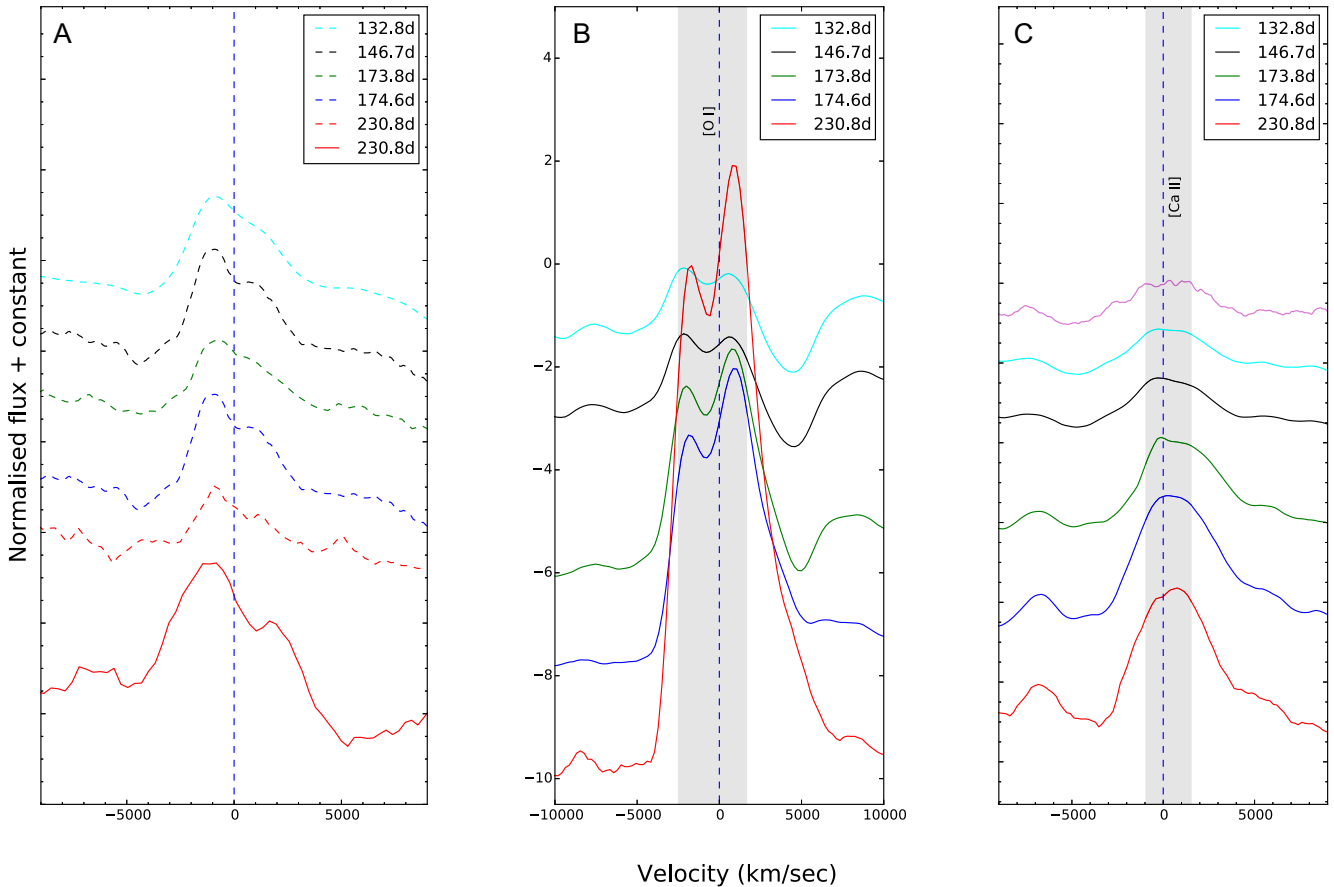 A
132.8d
146.7d
173.8d
174.6d
230.8d
230.8d
B
132.8d
146.7d
173.8d
174.6d
230.8d
[O I]
C
132.8d
146.7d
173.8d
174.6d
230.8d
[Ca II]
Normalised flux + constant
4
2
0
−2
−4
−6
−8
−10
−5000 0 5000
−10000 −5000 0 5000 10000
−5000 0 5000
Velocity (km/sec)